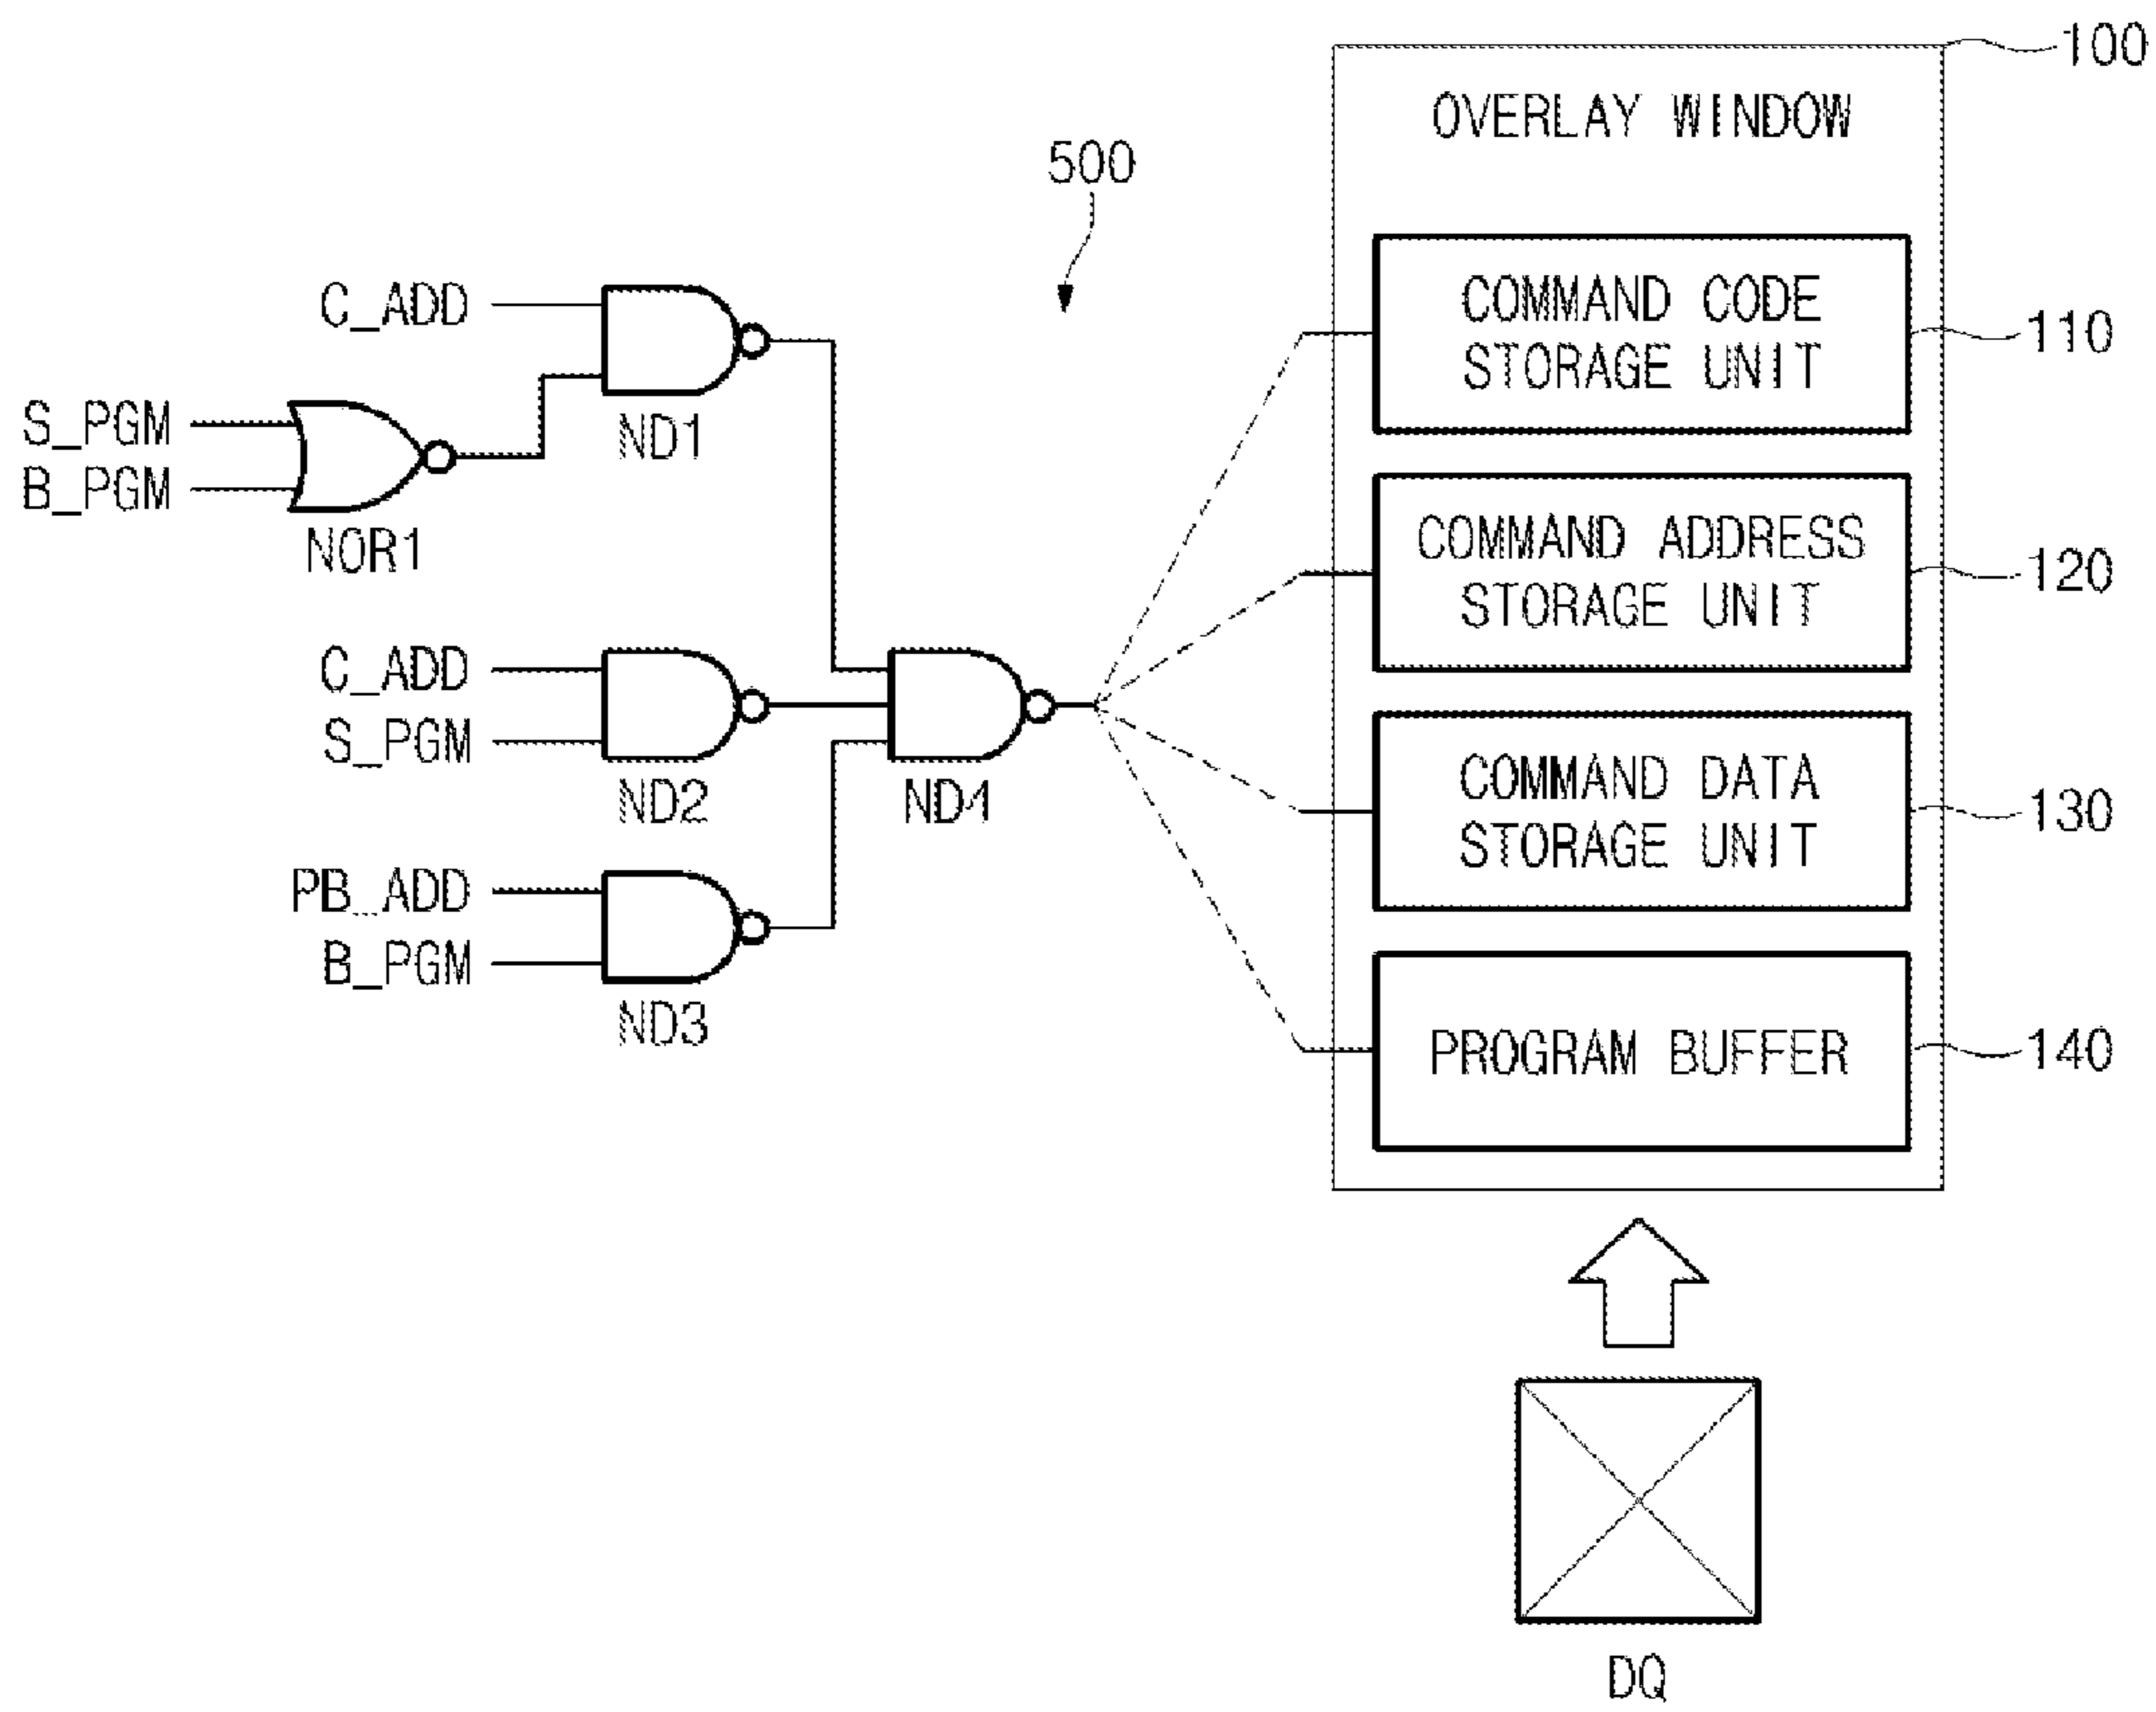 100
OVERLAY WINDOW
500
COMMAND CODE
STORAGE UNIT
110
C_ADD
ND1
S_PGM
B_PGM
NOR1
COMMAND ADDRESS
STORAGE UNIT
120
C_ADD
S_PGM
ND2
ND4
COMMAND DATA
STORAGE UNIT
130
PB_ADD
B_PGM
ND3
PROGRAM BUFFER
140
DQ